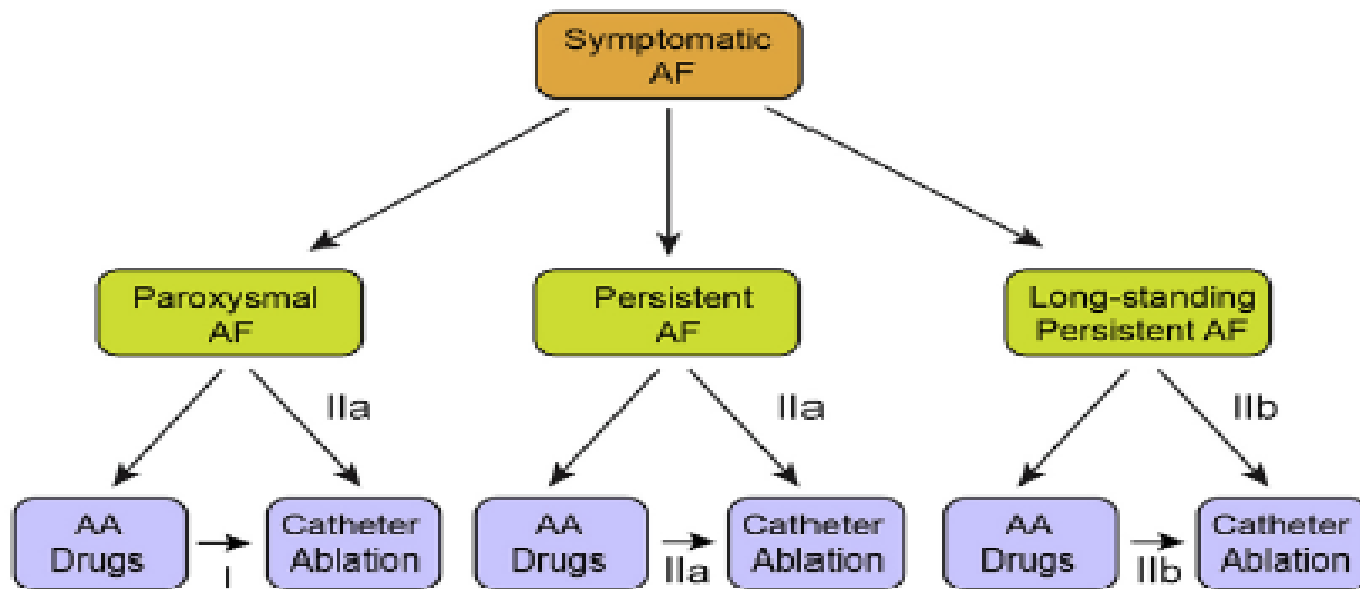 Symptomatic
AF
Paroxysmal
AF
Persistent
AF
Long-standing
Persistent AF
IIa
IIa
IIb
AA
Drugs
I
Catheter
Ablation
AA
Drugs
IIa
Catheter
Ablation
AA
Drugs
IIb
Catheter
Ablation